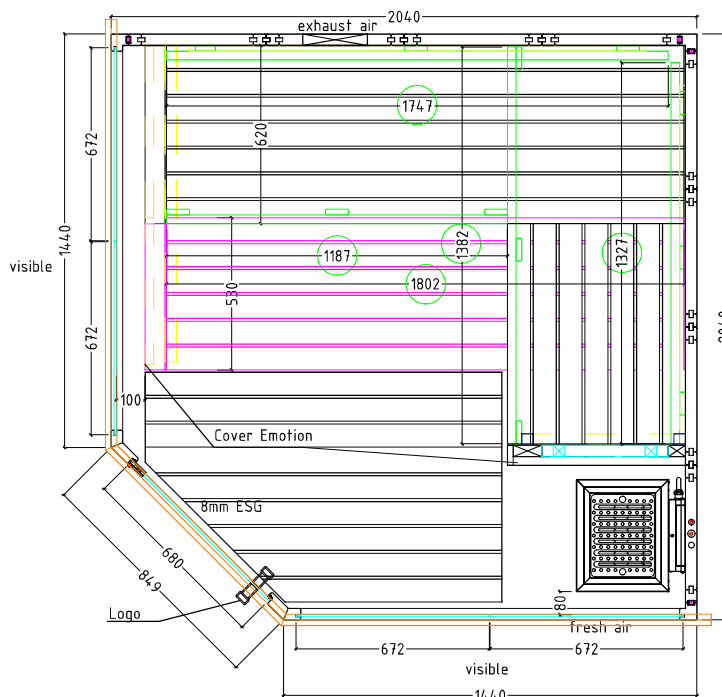 2040
exhaust air
1747
620
672
1440
visible
1382
1327
1187
1802
530
2040
672
100
Cover Emotion
8mm ESG
680
849
Logo
80
fresh air
672
672
visible
1440